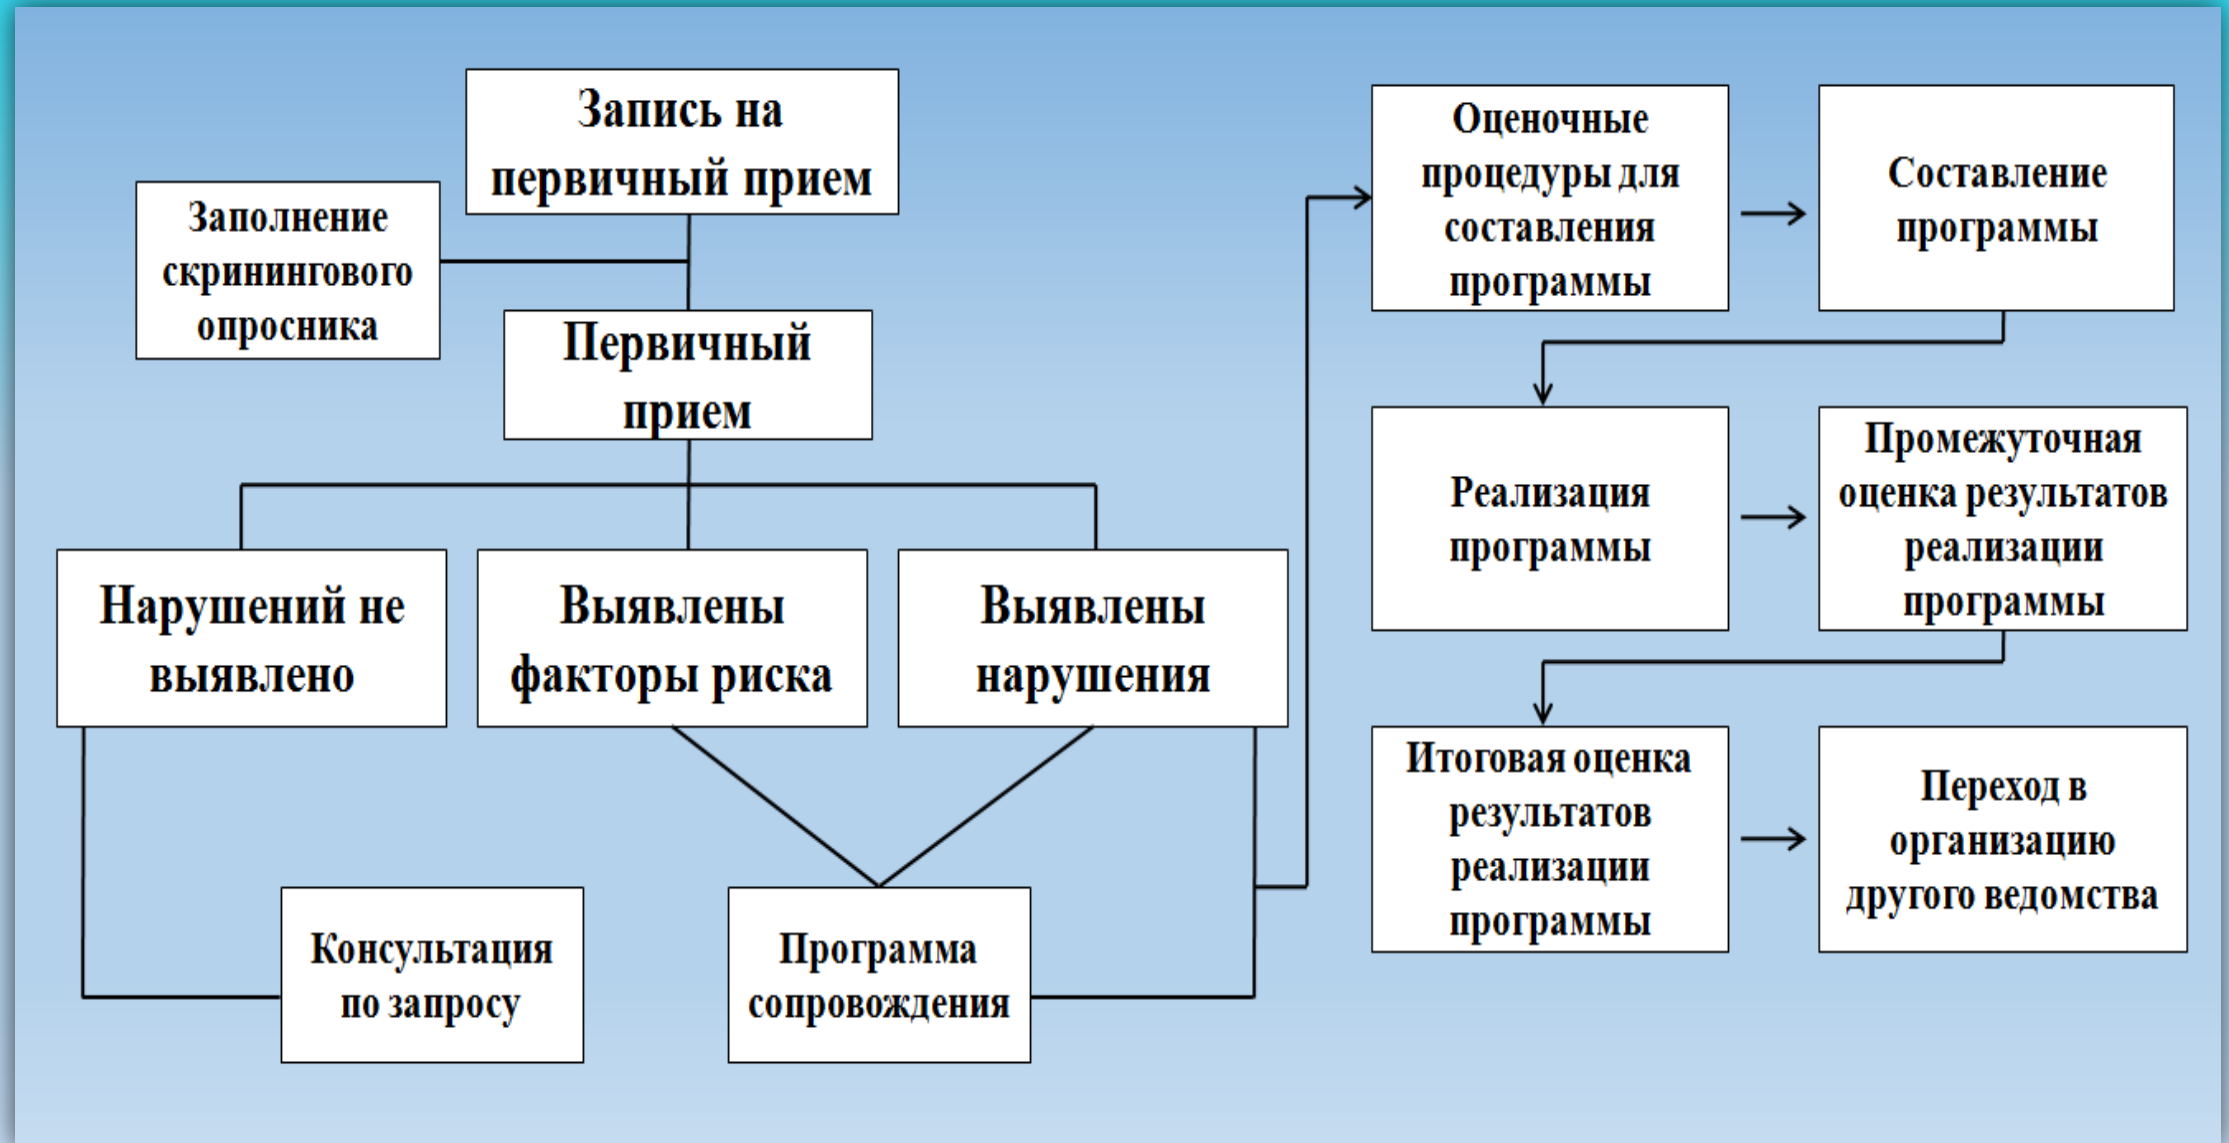 Запись на
первичный прием
Заполнение
скринингового
опросника
Первичный
прием
Нарушений не
выявлено
Выявлены
факторы риска
Выявлены
нарушения
Консультация
по запросу
Программа
сопровождения
Оценочные
процедуры для
составления
программы
Составление
программы
Реализация
программы
Промежуточная
оценка результатов
реализации
программы
Итоговая оценка
результатов
реализации
программы
Переход в
организацию
другого ведомства